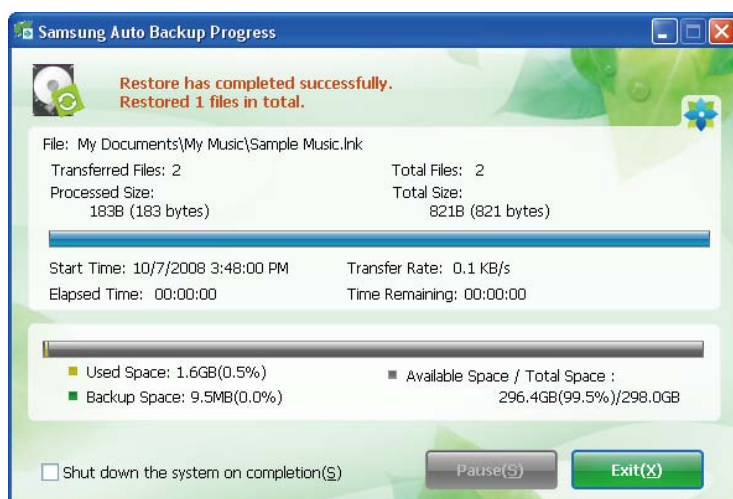 Samsung Auto Backup Progress
Restore has completed successfully.
Restored 1 files in total.
File: My Documents\My Music\Sample Music.lnk
Transferred Files: 2
Total Files: 2
Processed Size:
183B (183 bytes)
Total Size:
821B (821 bytes)
Start Time: 10/7/2008 3:48:00 PM
Transfer Rate: 0.1 KB/s
Elapsed Time: 00:00:00
Time Remaining: 00:00:00
Used Space: 1.6GB(0.5%)
Backup Space: 9.5MB(0.0%)
Available Space / Total Space :
296.4GB(99.5%)/298.0GB
Shut down the system on completion(S)
Pause(S)
Exit(X)